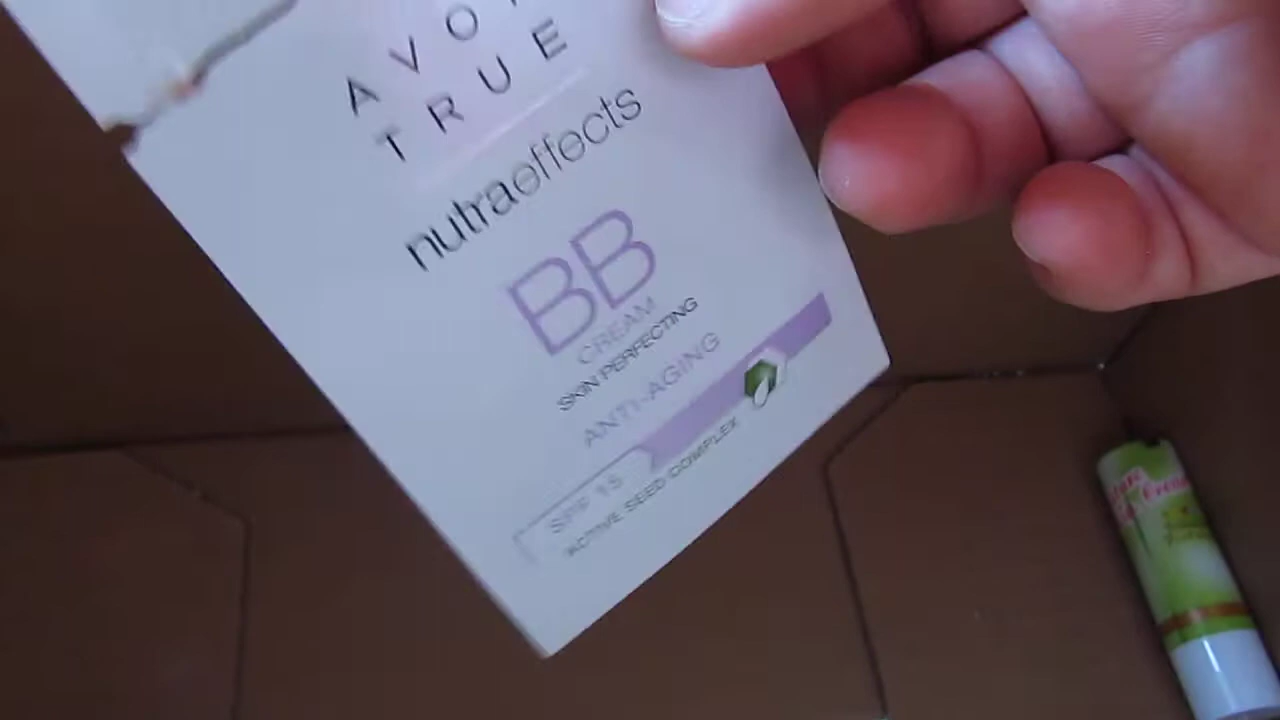 AVO
TRUE
nutraeffects
BB
CREAM
SKIN PERFECTING
ANTI-AGING
SPF 15
ACTIVE SEED COMPLEX